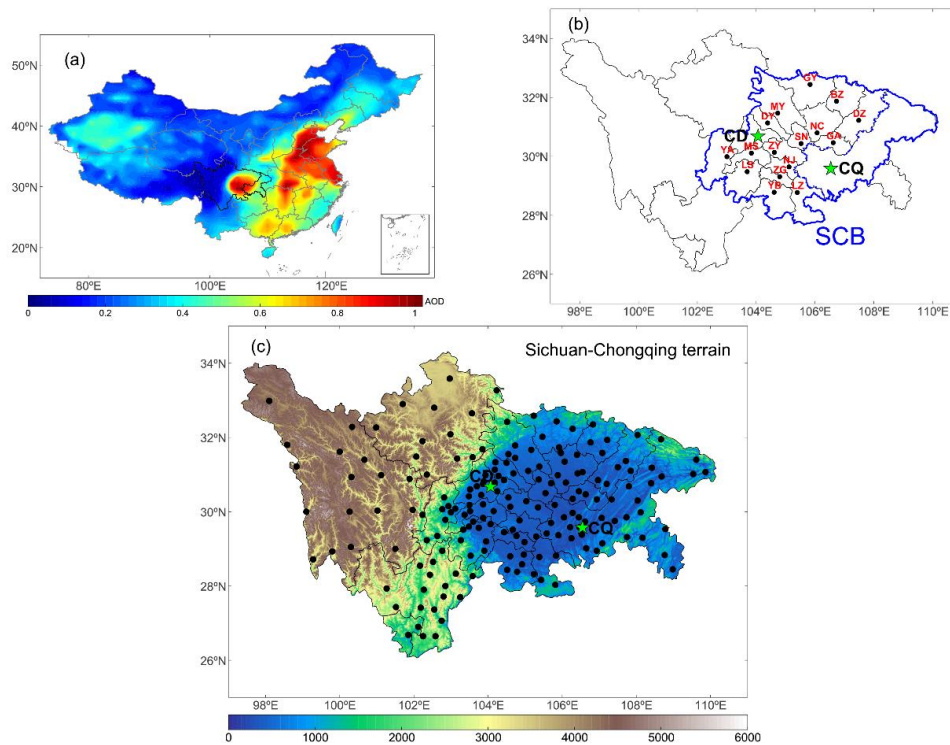 (a)
50ºN
40ºN
30ºN
20ºN
80ºE 100ºE 120ºE
AOD
0 0.2 0.4 0.6 0.8 1
(b)
34ºN
32ºN
30ºN
28ºN
26ºN
GY
BZ
MY
DZ
DY
NC
CD
SN
GA
YA
MS
ZY
LS
NJ
CQ
ZG
YB
LZ
SCB
98ºE 100ºE 102ºE 104ºE 106ºE 108ºE 110ºE
(c)
Sichuan-Chongqing terrain
34ºN
32ºN
30ºN
28ºN
26ºN
CD
CQ
98ºE 100ºE 102ºE 104ºE 106ºE 108ºE 110ºE
0 1000 2000 3000 4000 5000 6000